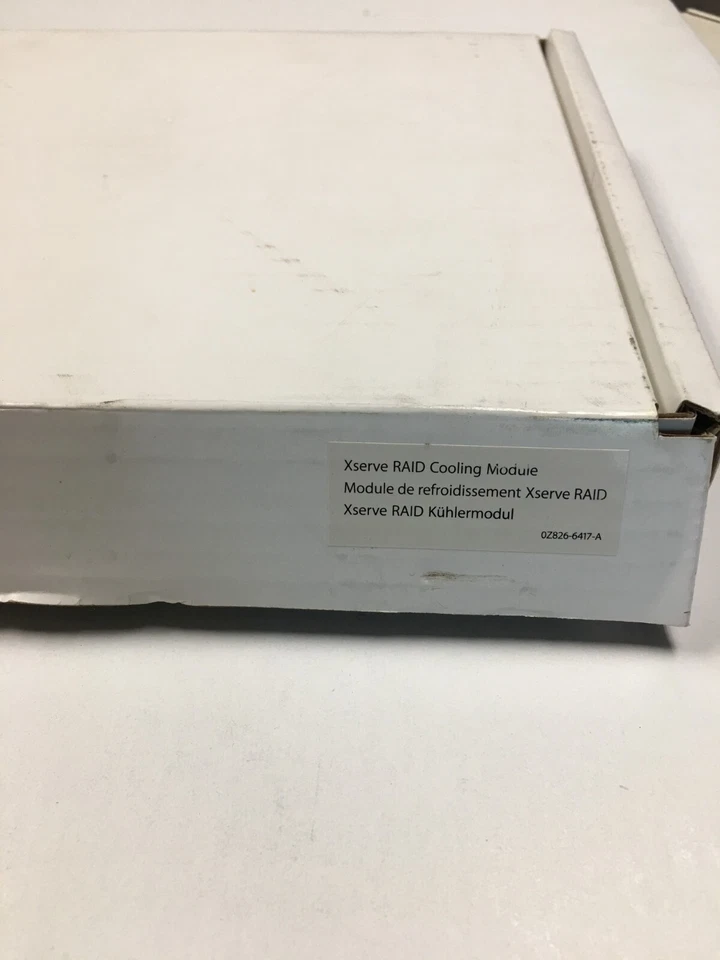 Xserve RAID Cooling Module
Module de refroidissement Xserve RAID
Xserve RAID Kühlermodul
0Z826-6417-A